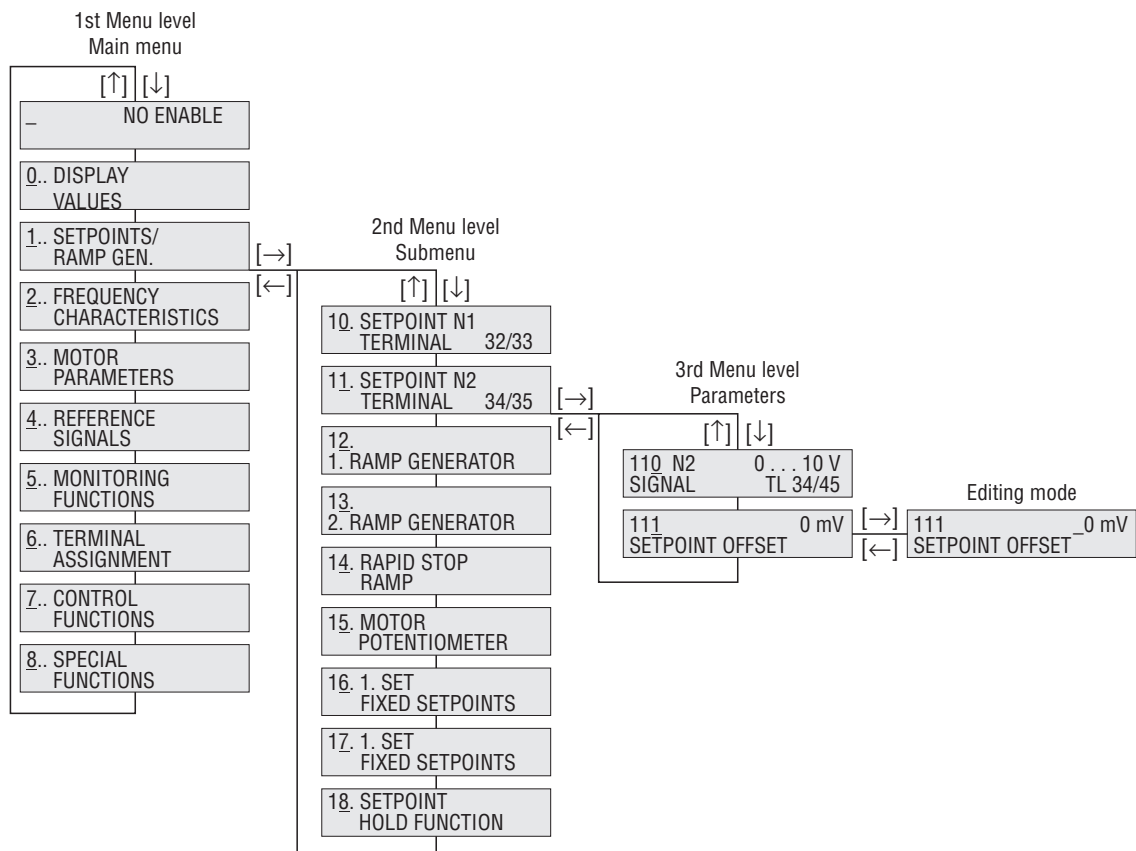 1st Menu level
Main menu
[↑] [↓]
_ NO ENABLE
0.. DISPLAY
VALUES
1.. SETPOINTS/
RAMP GEN.
2.. FREQUENCY
CHARACTERISTICS
3.. MOTOR
PARAMETERS
4.. REFERENCE
SIGNALS
5.. MONITORING
FUNCTIONS
6.. TERMINAL
ASSIGNMENT
7.. CONTROL
FUNCTIONS
8.. SPECIAL
FUNCTIONS
[→]
[←]
2nd Menu level
Submenu
[↑] [↓]
10. SETPOINT N1
TERMINAL 32/33
11. SETPOINT N2
TERMINAL 34/35
12.
1. RAMP GENERATOR
13.
2. RAMP GENERATOR
14. RAPID STOP
RAMP
15. MOTOR
POTENTIOMETER
16. 1. SET
FIXED SETPOINTS
17. 1. SET
FIXED SETPOINTS
18. SETPOINT
HOLD FUNCTION
[→]
[←]
3rd Menu level
Parameters
[↑] [↓]
110 N2 0 . . . 10 V
SIGNAL TL 34/45
111 0 mV
SETPOINT OFFSET
[→]
[←]
Editing mode
111 _0 mV
SETPOINT OFFSET